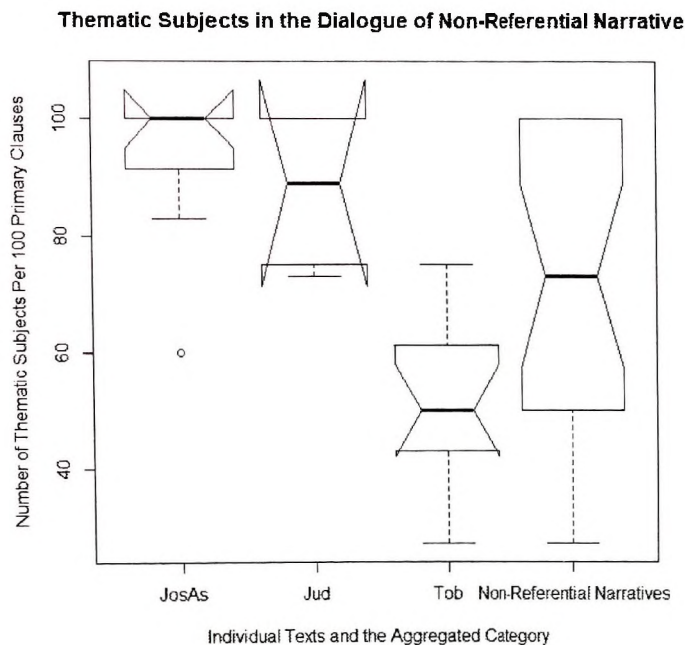 Thematic Subjects in the Dialogue of Non-Referential Narrative
Number of Thematic Subjects Per 100 Primary Clauses
100
80
60
40
JosAs
Jud
Tob
Non-Referential Narratives
Individual Texts and the Aggregated Category